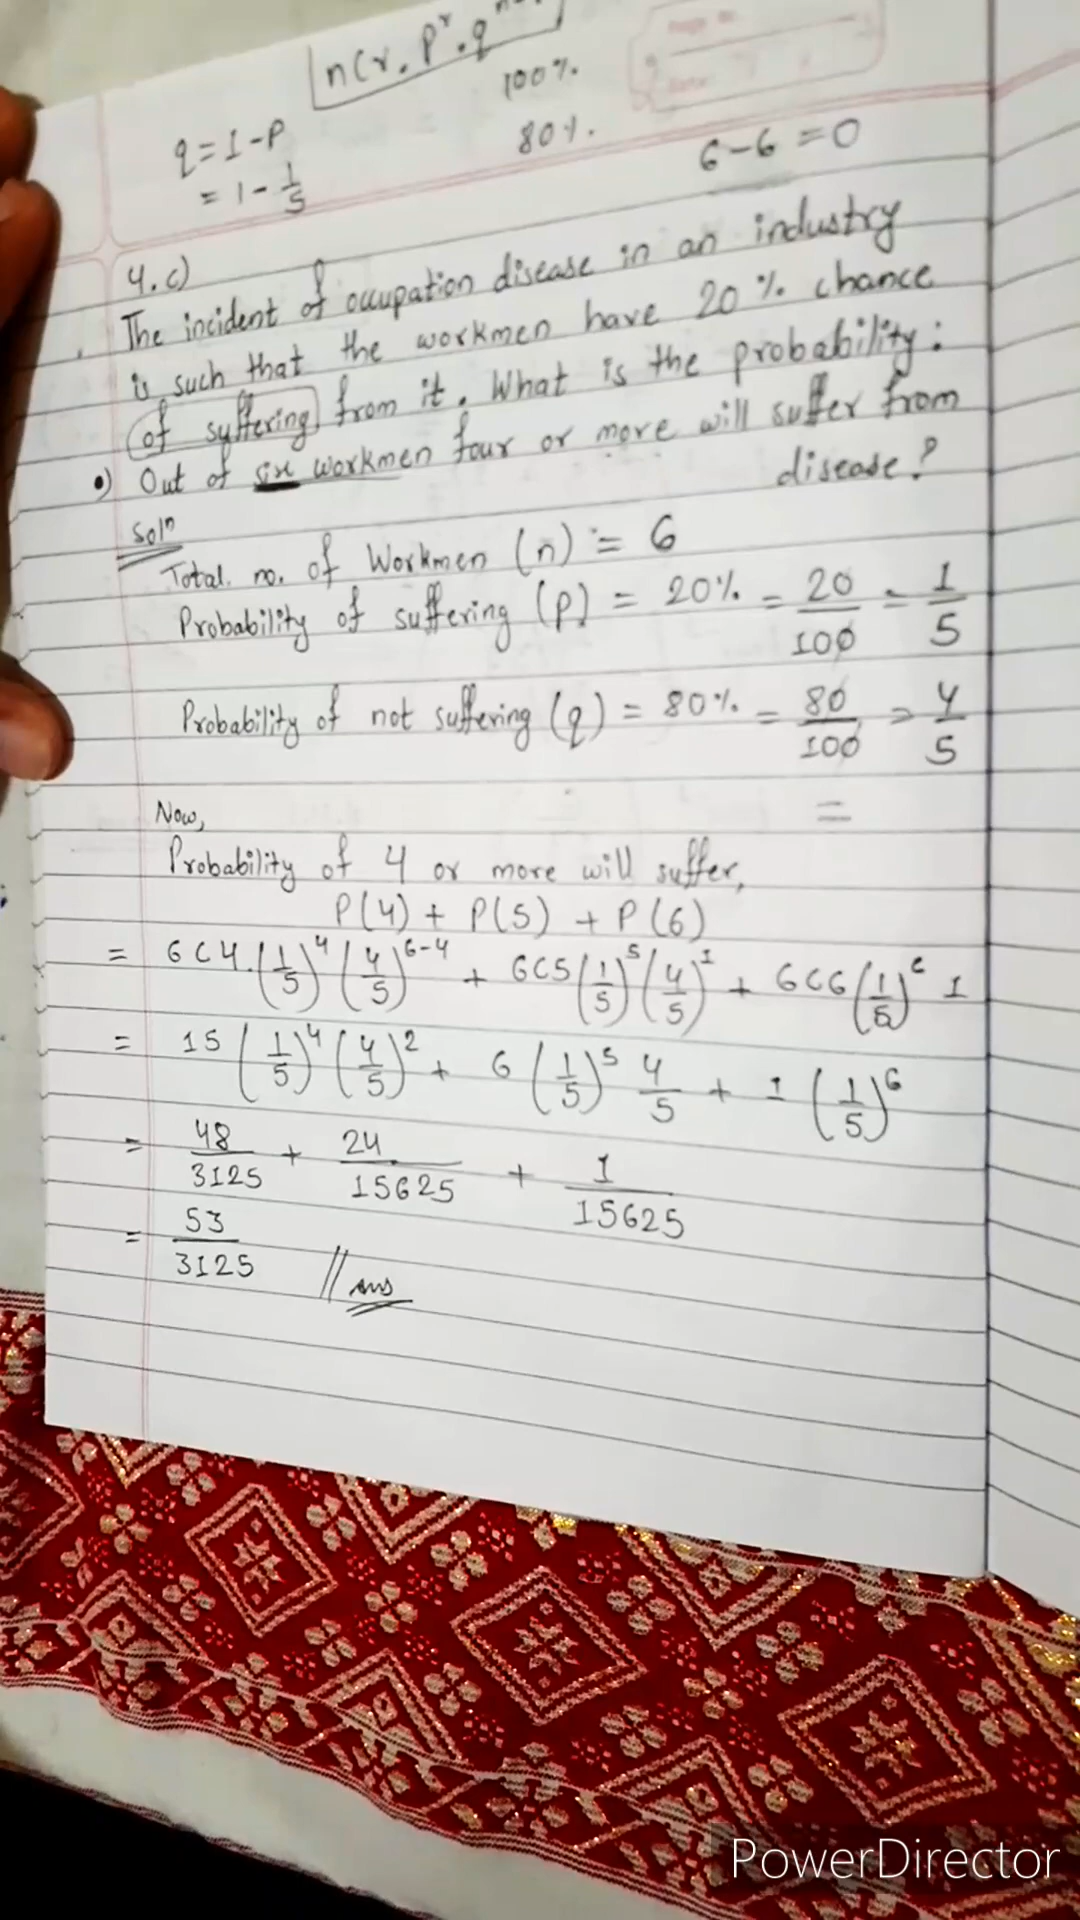 nCr. p^r. q^n-
100%.
q = 1 - p
80%.
= 1 - 1/5
6 - 6 = 0
4. c)
The incident of ouupation disease in an industry
is such that the workmen have 20% chance
of suffering from it. What is the probability:
•) Out of six workmen four or more will suffer from
disease?
Soln
Total. no. of Workmen (n) = 6
Probability of suffering (p) = 20% = 20/100 = 1/5
Probability of not suffering (q) = 80% = 80/100 = 4/5
Now,
Probability of 4 or more will suffer,
P(4) + P(5) + P(6)
= 6C4.(1/5)^4 (4/5)^6-4 + 6C5 (1/5)^5 (4/5)^1 + 6C6 (1/5)^6 1
= 15 (1/5)^4 (4/5)^2 + 6 (1/5)^5 4/5 + 1 (1/5)^6
= 48/3125 + 24/15625 + 1/15625
= 53/3125 // ans
PowerDirector